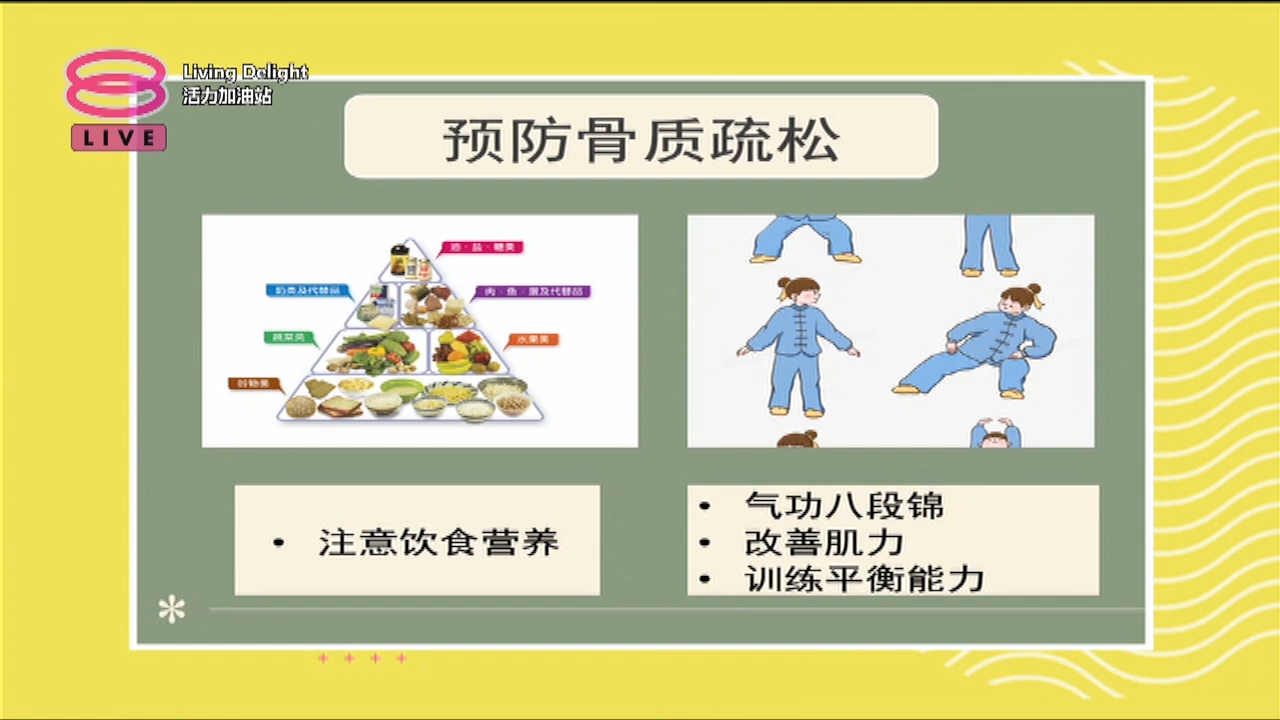 Living Delight
活力加油站
LIVE
预防骨质疏松
油·盐·糖类
奶类及代替品
肉·鱼·蛋及代替品
蔬菜类
水果类
谷物类
注意饮食营养
• 气功八段锦
• 改善肌力
• 训练平衡能力